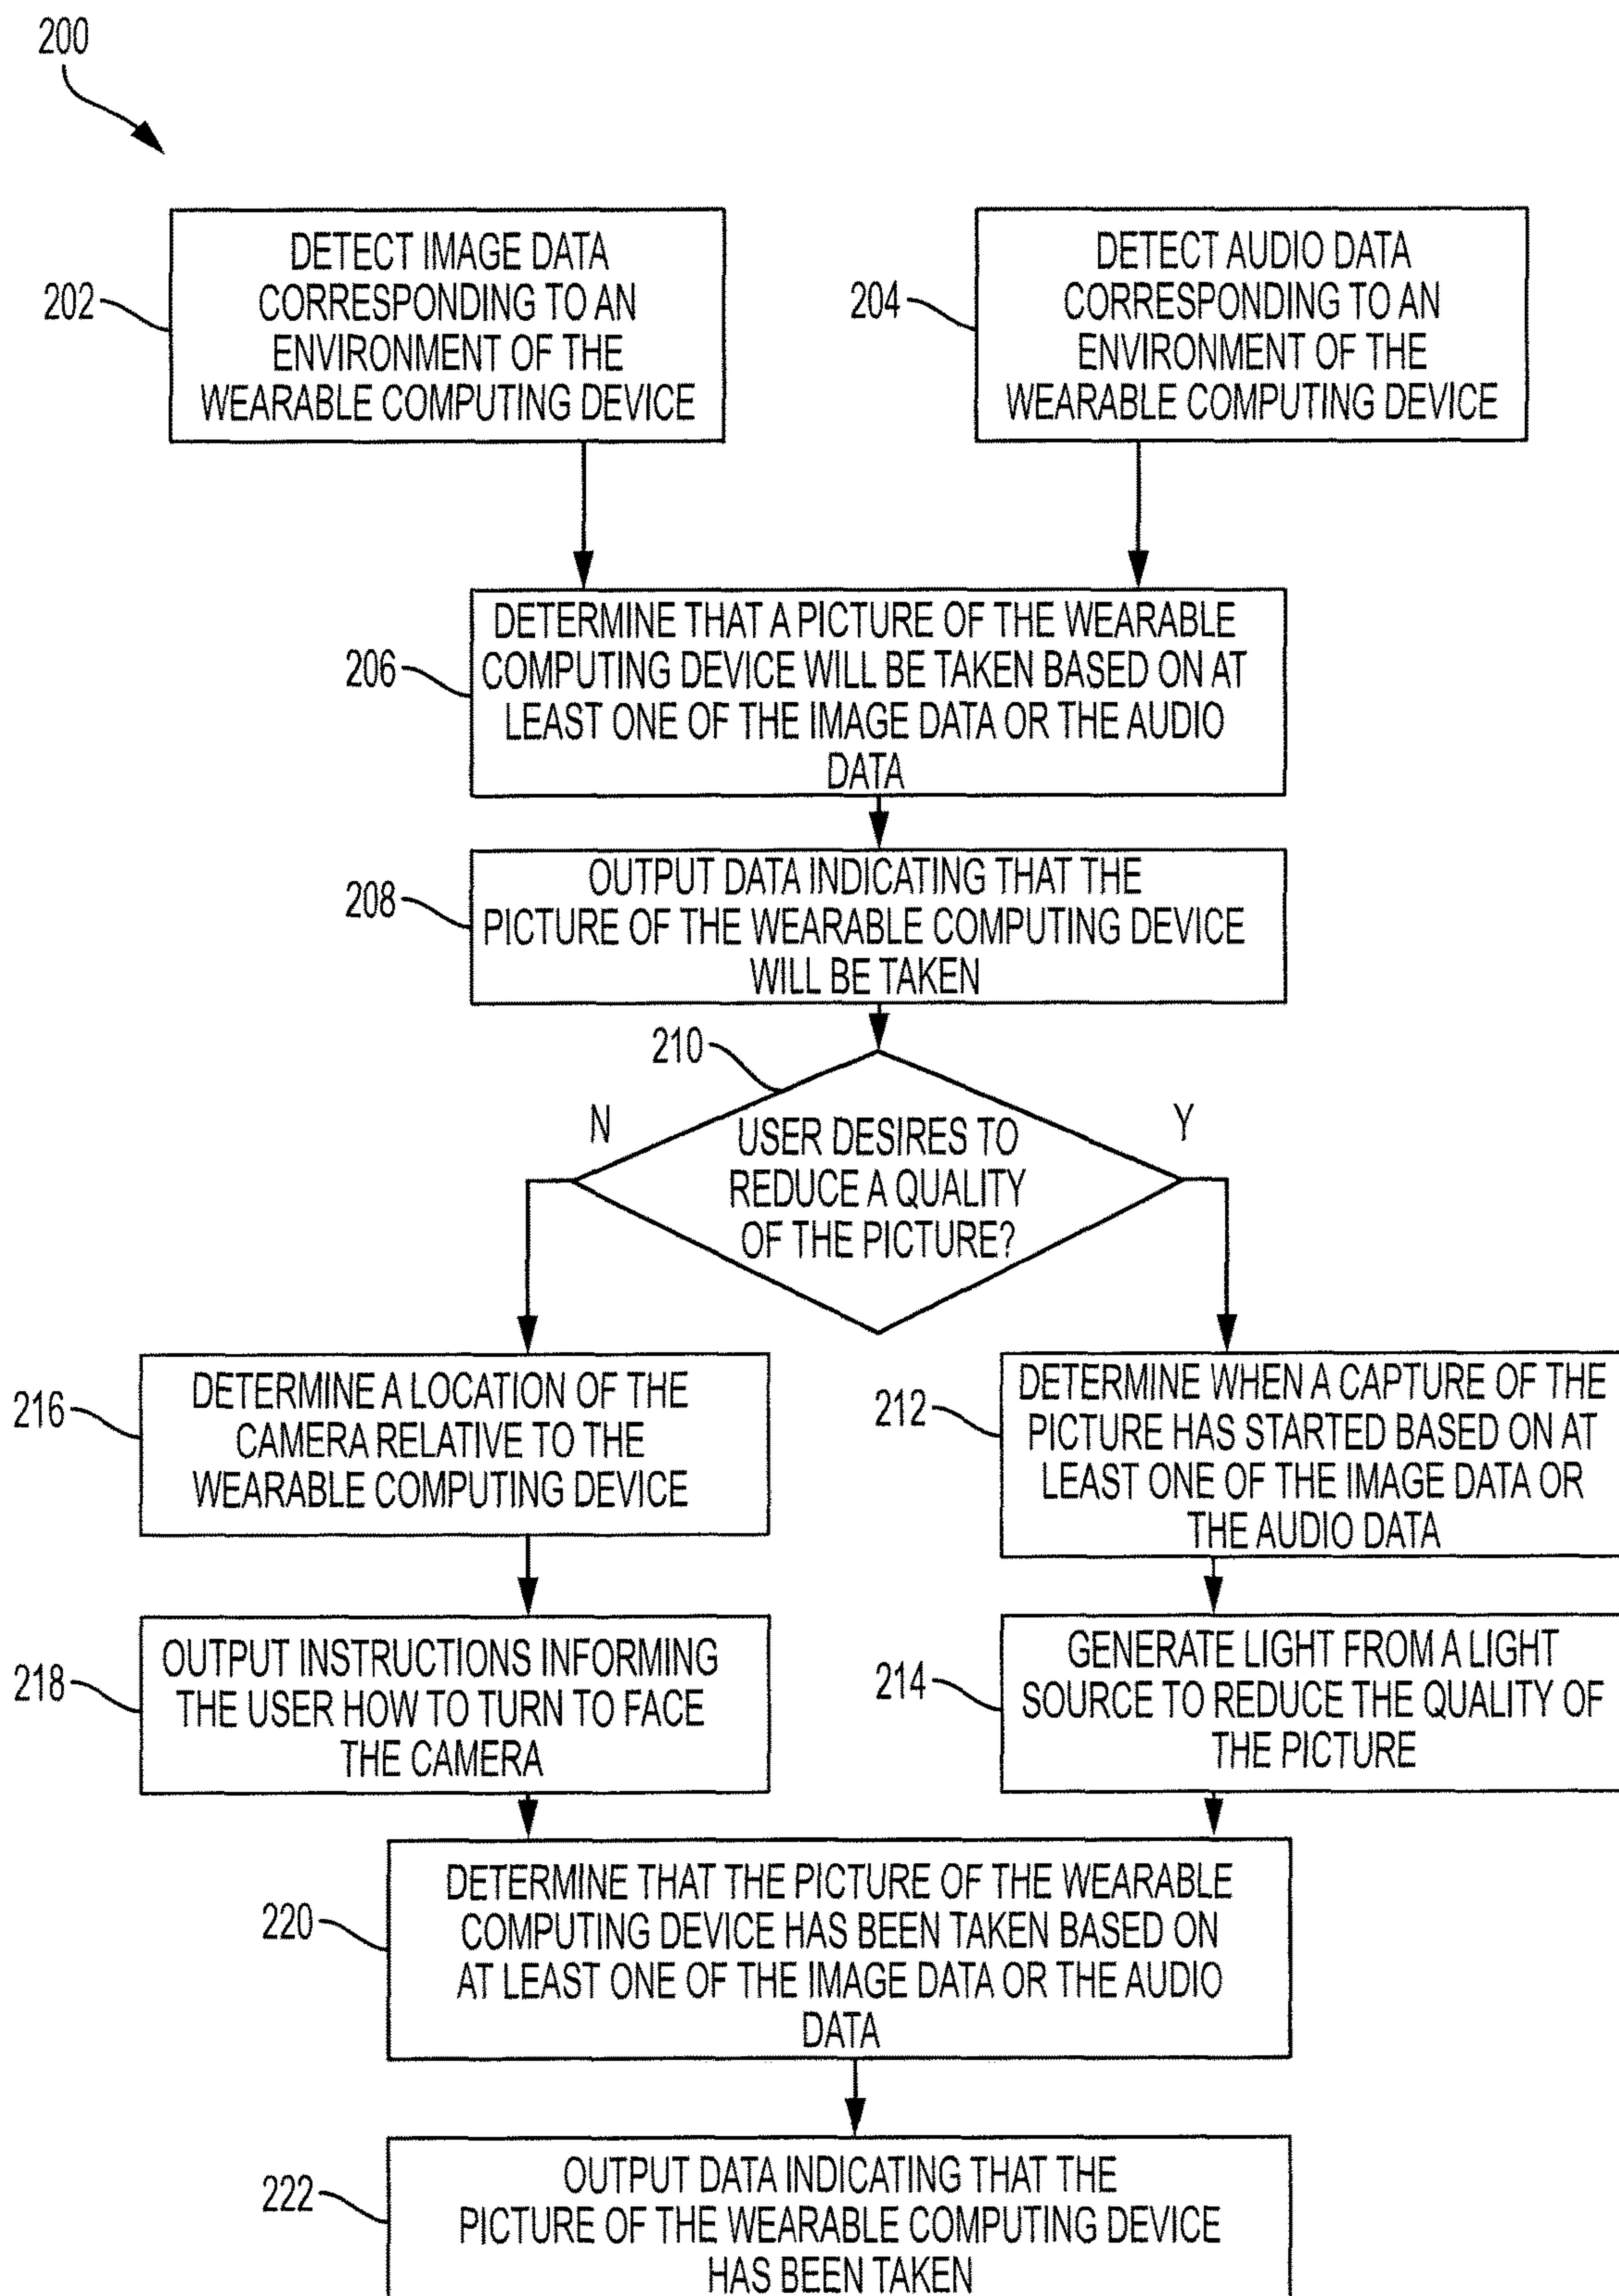 200
202
DETECT IMAGE DATA
CORRESPONDING TO AN
ENVIRONMENT OF THE
WEARABLE COMPUTING DEVICE
204
DETECT AUDIO DATA
CORRESPONDING TO AN
ENVIRONMENT OF THE
WEARABLE COMPUTING DEVICE
206
DETERMINE THAT A PICTURE OF THE WEARABLE
COMPUTING DEVICE WILL BE TAKEN BASED ON AT
LEAST ONE OF THE IMAGE DATA OR THE AUDIO
DATA
208
OUTPUT DATA INDICATING THAT THE
PICTURE OF THE WEARABLE COMPUTING DEVICE
WILL BE TAKEN
210
N
Y
USER DESIRES TO
REDUCE A QUALITY
OF THE PICTURE?
216
DETERMINE A LOCATION OF THE
CAMERA RELATIVE TO THE
WEARABLE COMPUTING DEVICE
212
DETERMINE WHEN A CAPTURE OF THE
PICTURE HAS STARTED BASED ON AT
LEAST ONE OF THE IMAGE DATA OR
THE AUDIO DATA
218
OUTPUT INSTRUCTIONS INFORMING
THE USER HOW TO TURN TO FACE
THE CAMERA
214
GENERATE LIGHT FROM A LIGHT
SOURCE TO REDUCE THE QUALITY OF
THE PICTURE
220
DETERMINE THAT THE PICTURE OF THE WEARABLE
COMPUTING DEVICE HAS BEEN TAKEN BASED ON
AT LEAST ONE OF THE IMAGE DATA OR THE AUDIO
DATA
222
OUTPUT DATA INDICATING THAT THE
PICTURE OF THE WEARABLE COMPUTING DEVICE
HAS BEEN TAKEN